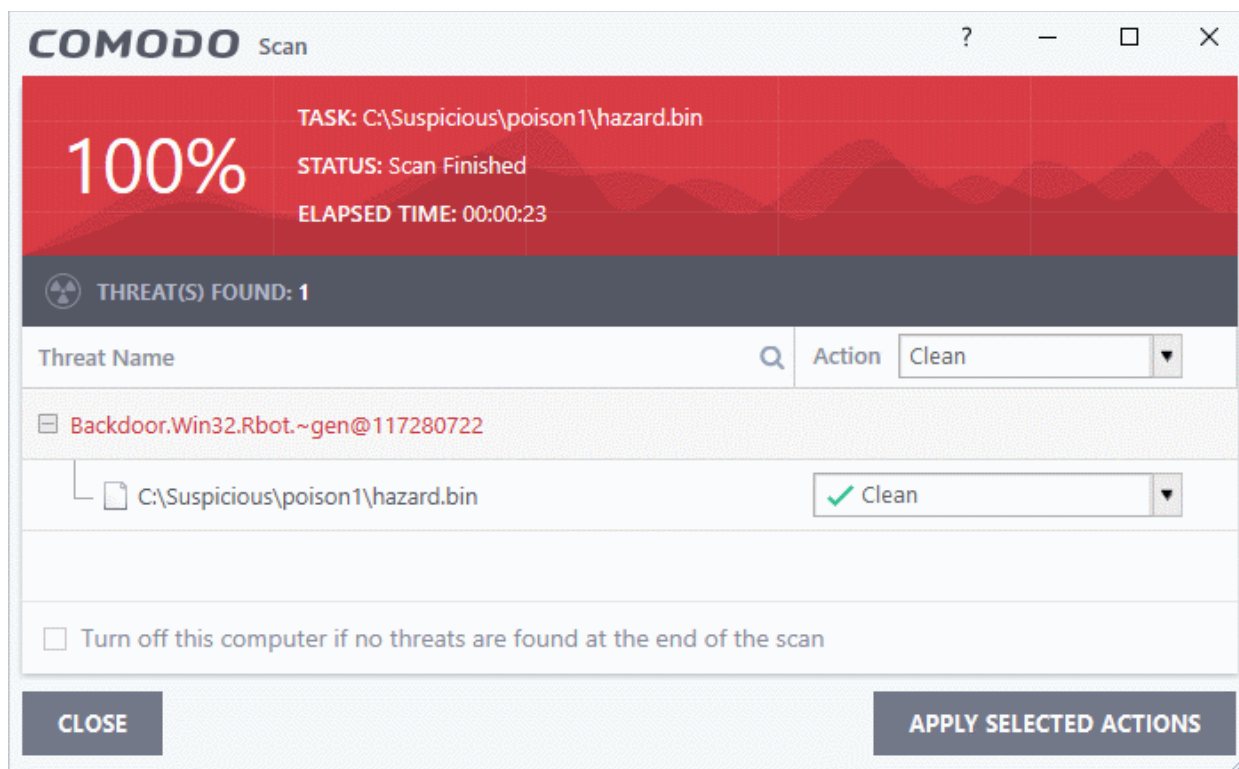 COMODO Scan ?
100%
TASK: C:\Suspicious\poison1\hazard.bin
STATUS: Scan Finished
ELAPSED TIME: 00:00:23
THREAT(S) FOUND: 1
Threat Name Action Clean
Backdoor.Win32.Rbot.~gen@117280722
C:\Suspicious\poison1\hazard.bin Clean
Turn off this computer if no threats are found at the end of the scan
CLOSE APPLY SELECTED ACTIONS